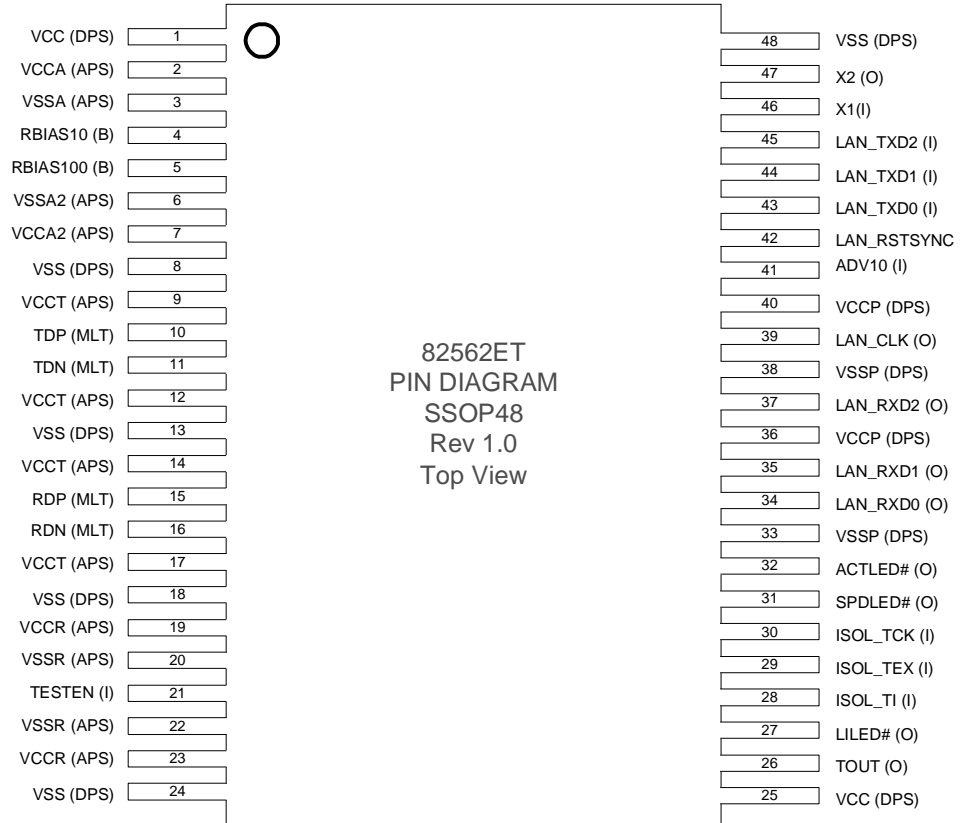 VCC (DPS) 1
VCCA (APS) 2
VSSA (APS) 3
RBIAS10 (B) 4
RBIAS100 (B) 5
VSSA2 (APS) 6
VCCA2 (APS) 7
VSS (DPS) 8
VCCT (APS) 9
TDP (MLT) 10
TDN (MLT) 11
VCCT (APS) 12
VSS (DPS) 13
VCCT (APS) 14
RDP (MLT) 15
RDN (MLT) 16
VCCT (APS) 17
VSS (DPS) 18
VCCR (APS) 19
VSSR (APS) 20
TESTEN (I) 21
VSSR (APS) 22
VCCR (APS) 23
VSS (DPS) 24
82562ET
PIN DIAGRAM
SSOP48
Rev 1.0
Top View
48 VSS (DPS)
47 X2 (O)
46 X1(I)
45 LAN_TXD2 (I)
44 LAN_TXD1 (I)
43 LAN_TXD0 (I)
42 LAN_RSTSYNC
41 ADV10 (I)
40 VCCP (DPS)
39 LAN_CLK (O)
38 VSSP (DPS)
37 LAN_RXD2 (O)
36 VCCP (DPS)
35 LAN_RXD1 (O)
34 LAN_RXD0 (O)
33 VSSP (DPS)
32 ACTLED# (O)
31 SPDLED# (O)
30 ISOL_TCK (I)
29 ISOL_TEX (I)
28 ISOL_TI (I)
27 LILED# (O)
26 TOUT (O)
25 VCC (DPS)